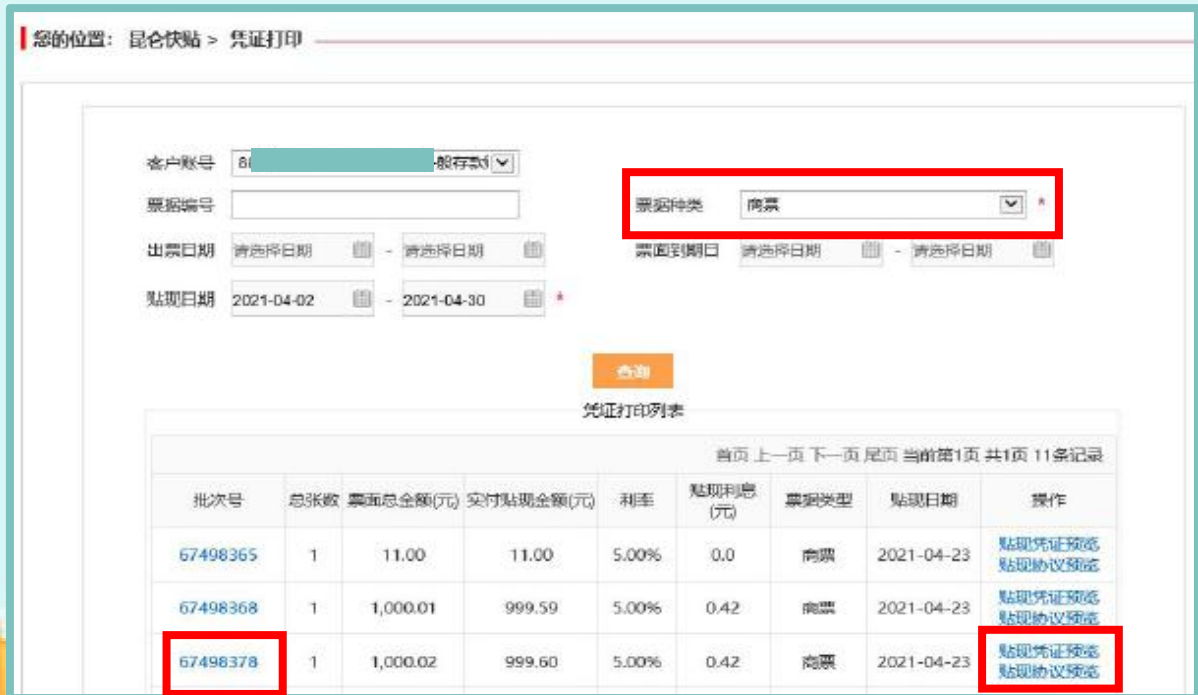 您的位置： 昆仑快贴 > 凭证打印
客户账号 8 一般存款
票据编号 票据种类 商票 *
出票日期 请选择日期 - 请选择日期 票面到期日 请选择日期 - 请选择日期
贴现日期 2021-04-02 - 2021-04-30 *
查询
凭证打印列表
首页 上一页 下一页 尾页 当前第1页 共1页 11条记录
批次号 总张数 票面总金额(元) 实付贴现金额(元) 利率 贴现利息(元) 票据类型 贴现日期 操作
67498365 1 11.00 11.00 5.00% 0.0 商票 2021-04-23 贴现凭证预览
贴现协议预览
67498368 1 1,000.01 999.59 5.00% 0.42 商票 2021-04-23 贴现凭证预览
贴现协议预览
67498378 1 1,000.02 999.60 5.00% 0.42 商票 2021-04-23 贴现凭证预览
贴现协议预览